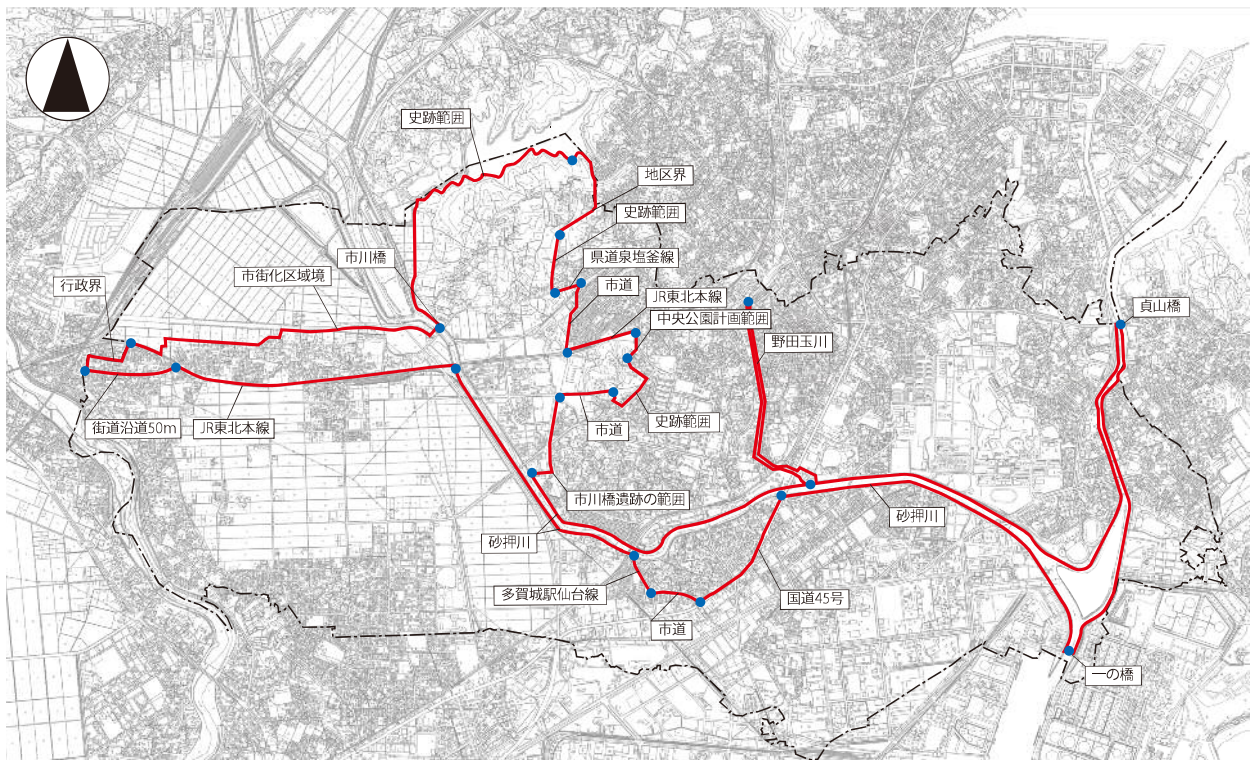 史跡範囲
地区界
史跡範囲
市川橋
県道泉塩釜線
市街化区域境
行政界
市道
JR東北本線
貞山橋
中央公園計画範囲
野田玉川
街道沿道50m
JR東北本線
市道
史跡範囲
市川橋遺跡の範囲
砂押川
砂押川
多賀城駅仙台線
国道45号
市道
一の橋